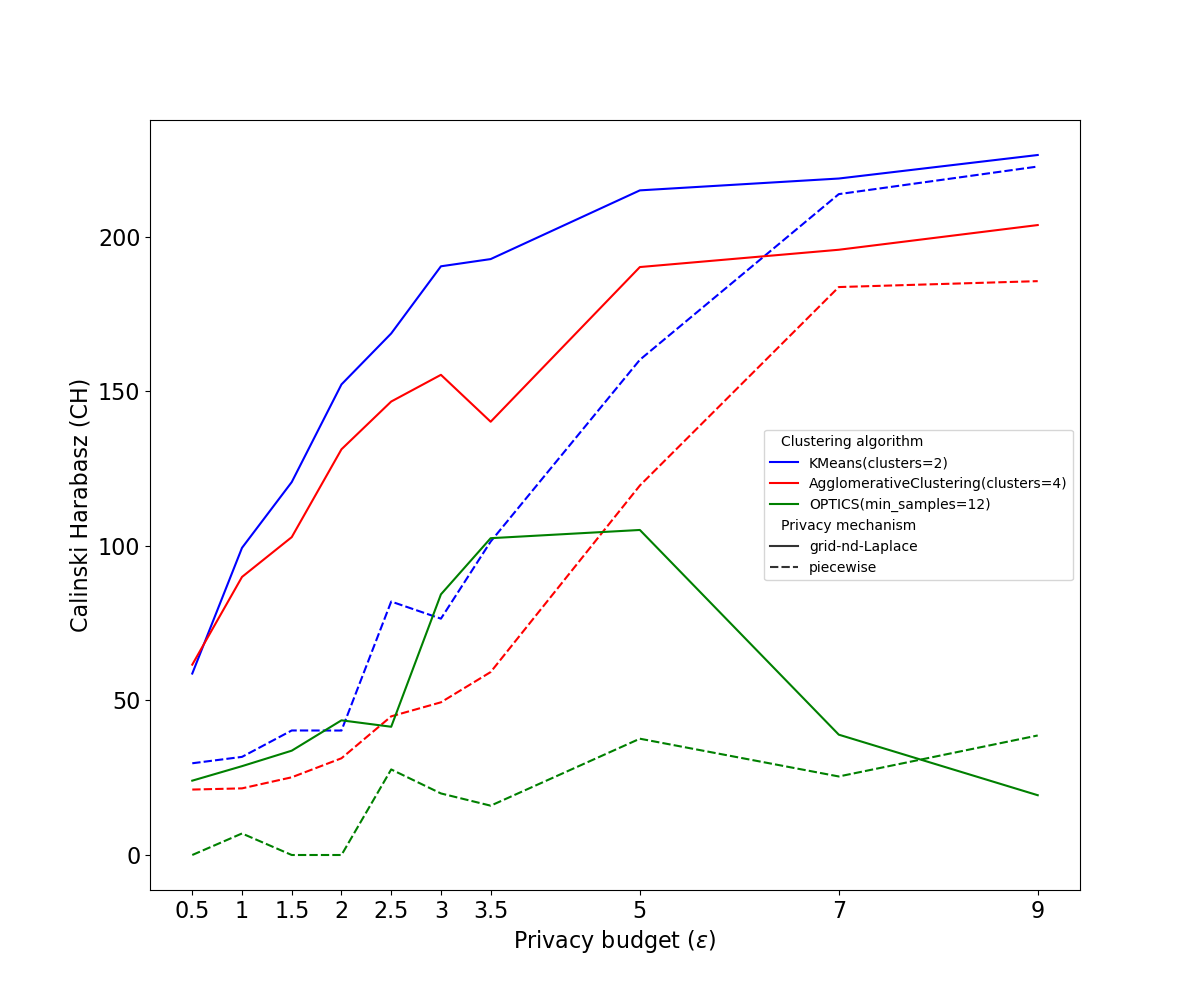 200
150
100
50
0
Calinski Harabasz (CH)
Clustering algorithm
KMeans(clusters=2)
AgglomerativeClustering(clusters=4)
OPTICS(min_samples=12)
Privacy mechanism
grid-nd-Laplace
piecewise
0.5 1 1.5 2 2.5 3 3.5 5 7 9
Privacy budget (ε)